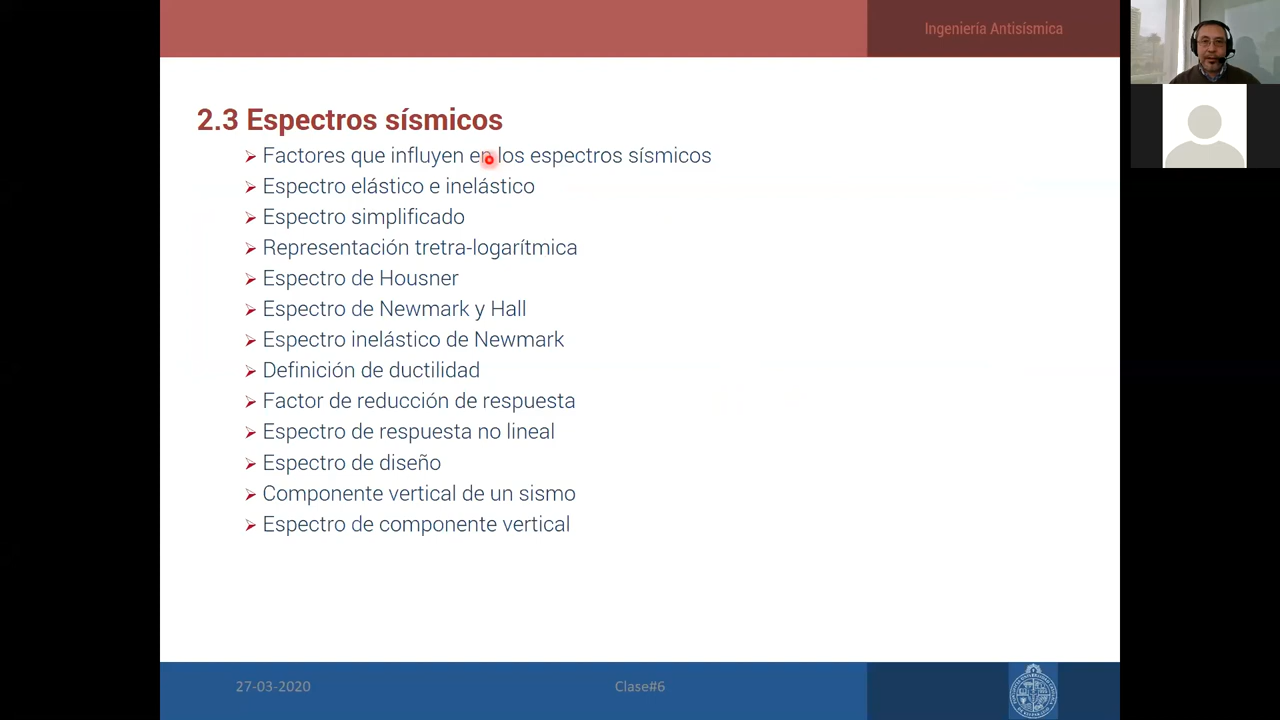 Ingeniería Antisísmica
2.3 Espectros sísmicos
Factores que influyen en los espectros sísmicos
Espectro elástico e inelástico
Espectro simplificado
Representación tretra-logarítmica
Espectro de Housner
Espectro de Newmark y Hall
Espectro inelástico de Newmark
Definición de ductilidad
Factor de reducción de respuesta
Espectro de respuesta no lineal
Espectro de diseño
Componente vertical de un sismo
Espectro de componente vertical
27-03-2020
Clase#6